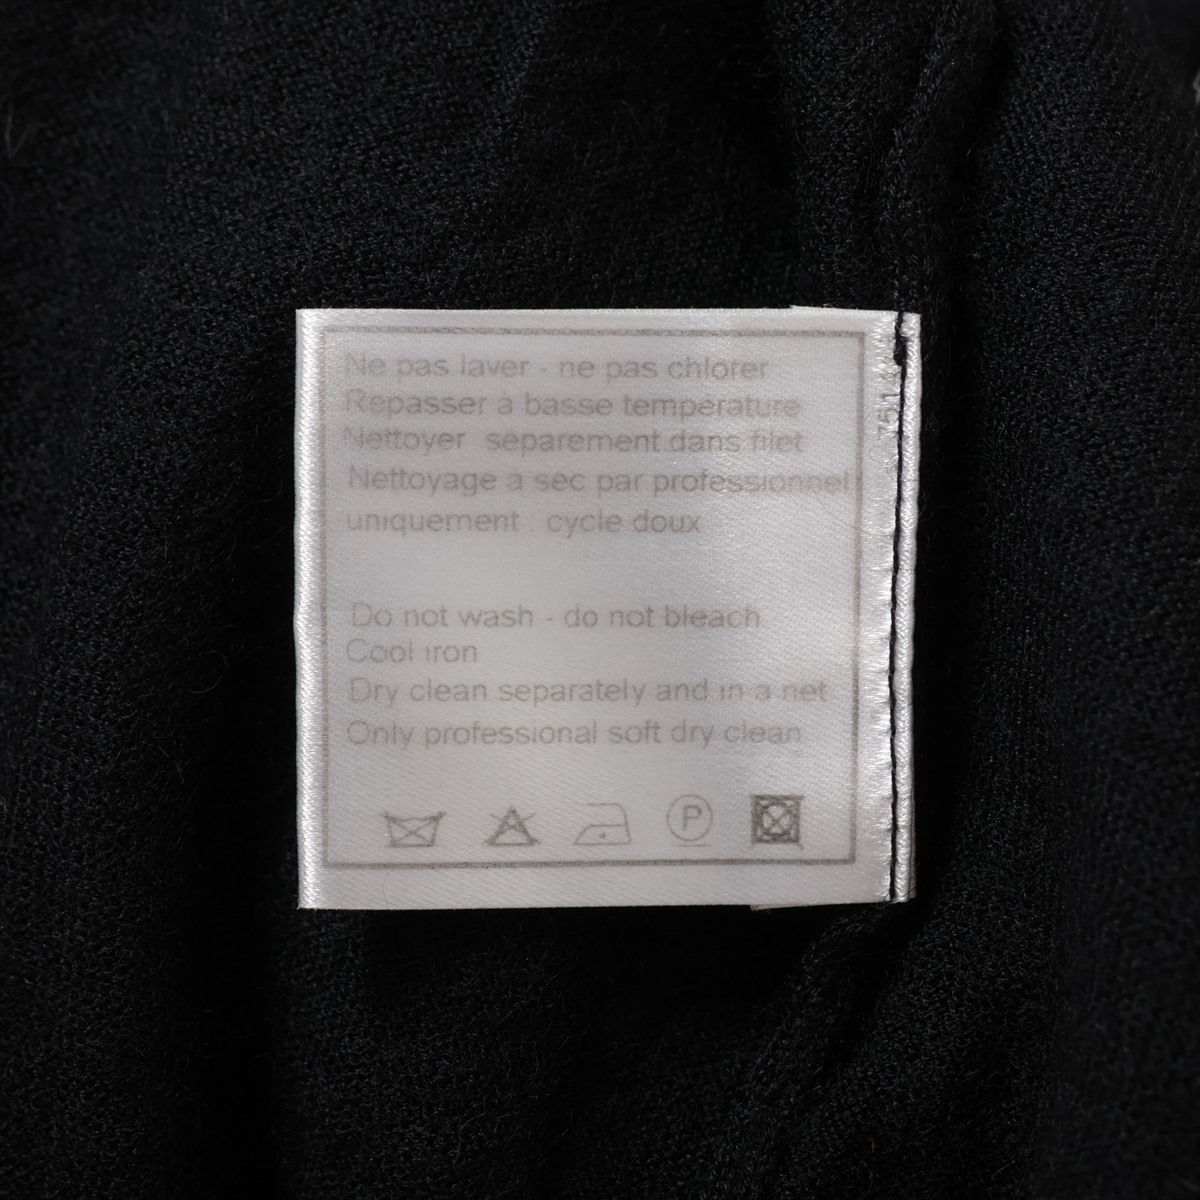 Ne pas laver - ne pas chlorer
Repasser à basse temperature
Nettoyer separement dans filet
Nettoyage à sec par professionnel
uniquement : cycle doux
Do not wash - do not bleach
Cool iron
Dry clean separately and in a net
Only professional soft dry clean
P